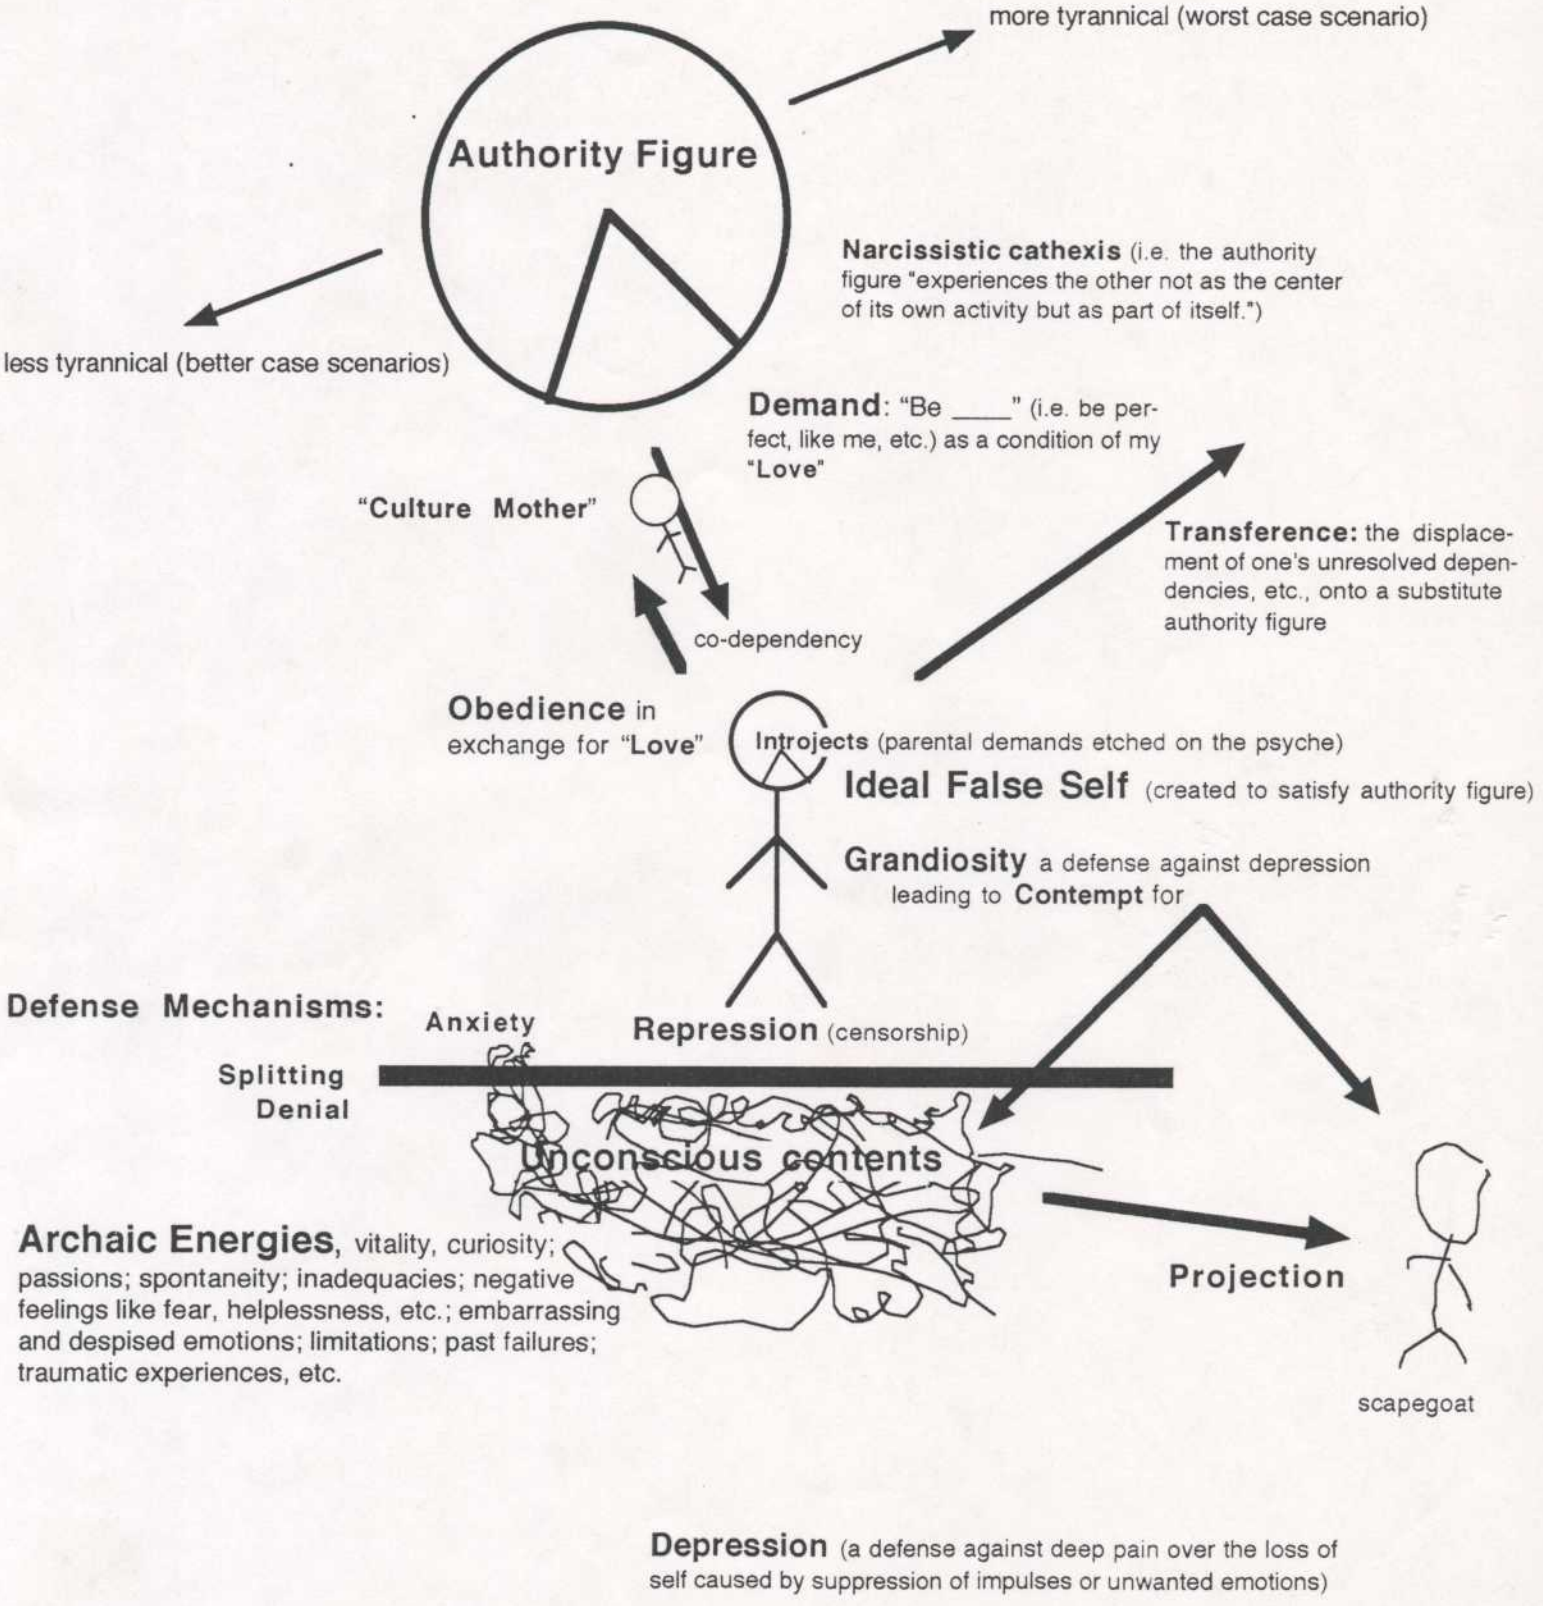 more tyrannical (worst case scenario)
Authority Figure
Narcissistic cathexis (i.e. the authority
figure "experiences the other not as the center
of its own activity but as part of itself.")
less tyrannical (better case scenarios)
Demand: “Be ____” (i.e. be per-
fect, like me, etc.) as a condition of my
"Love"
“Culture Mother”
Transference: the displace-
ment of one's unresolved depen-
dencies, etc., onto a substitute
authority figure
co-dependency
Obedience in
exchange for “Love”
Introjects (parental demands etched on the psyche)
Ideal False Self (created to satisfy authority figure)
Grandiosity a defense against depression
leading to Contempt for
Defense Mechanisms:
Anxiety
Repression (censorship)
Splitting
Denial
Unconscious contents
Archaic Energies, vitality, curiosity;
passions; spontaneity; inadequacies; negative
feelings like fear, helplessness, etc.; embarrassing
and despised emotions; limitations; past failures;
traumatic experiences, etc.
Projection
scapegoat
Depression (a defense against deep pain over the loss of
self caused by suppression of impulses or unwanted emotions)